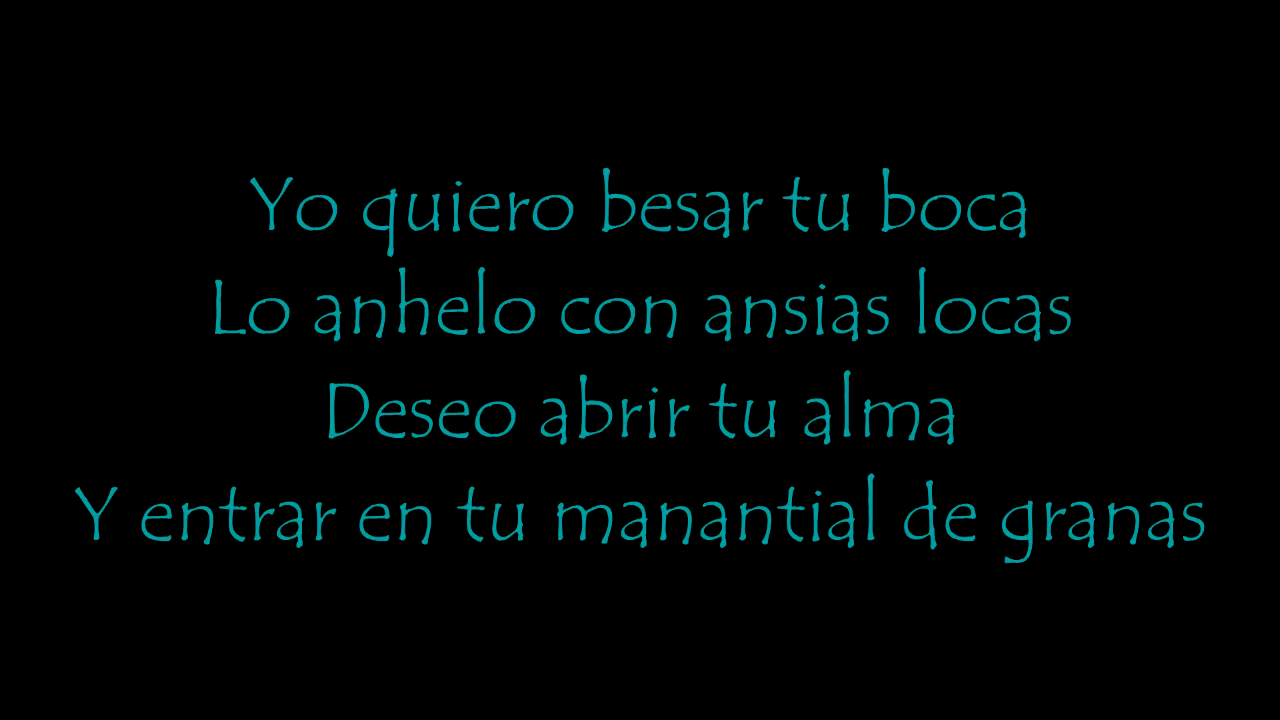 Yo quiero besar tu boca
Lo anhelo con ansias locas
Deseo abrir tu alma
Y entrar en tu manantial de granas